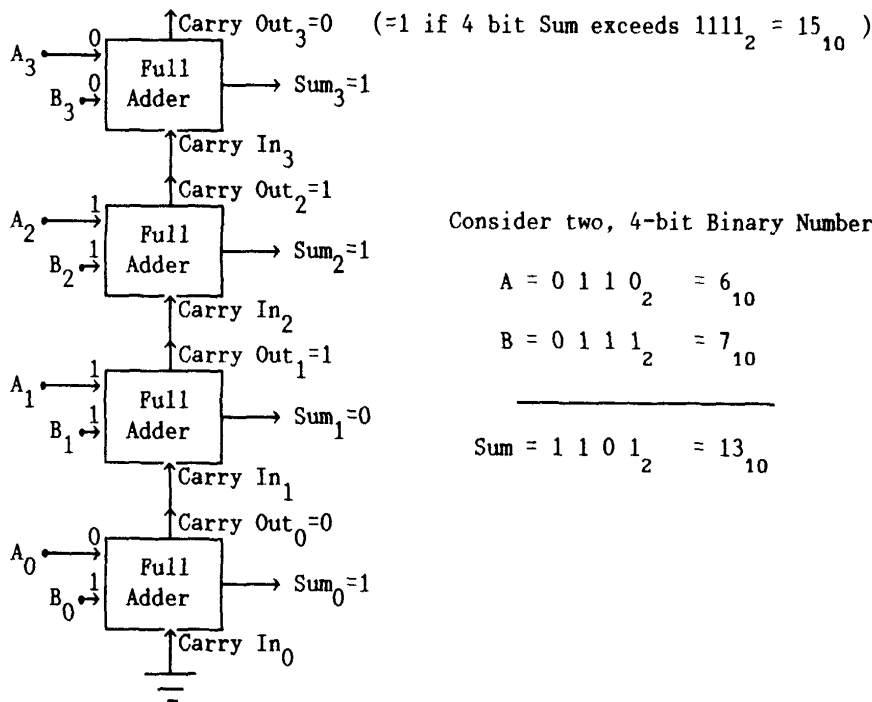 Carry Out₃=0 (=1 if 4 bit Sum exceeds 1111₂ = 15₁₀ )
A₃ 0
Full Adder
Sum₃=1
B₃ 0
Carry In₃
Carry Out₂=1
A₂ 1
Full Adder
Sum₂=1
B₂ 1
Carry In₂
Carry Out₁=1
A₁ 1
Full Adder
Sum₁=0
B₁ 1
Carry In₁
Carry Out₀=0
A₀ 0
Full Adder
Sum₀=1
B₀ 1
Carry In₀
Consider two, 4-bit Binary Number
A = 0 1 1 0₂ = 6₁₀
B = 0 1 1 1₂ = 7₁₀
Sum = 1 1 0 1₂ = 13₁₀